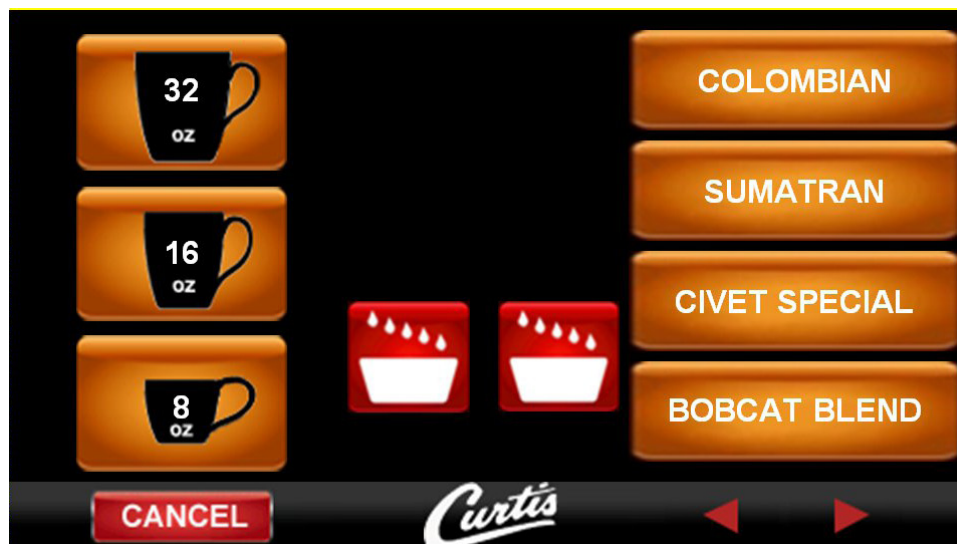 32
oz
16
oz
8
oz
COLOMBIAN
SUMATRAN
CIVET SPECIAL
BOBCAT BLEND
CANCEL
Curtis